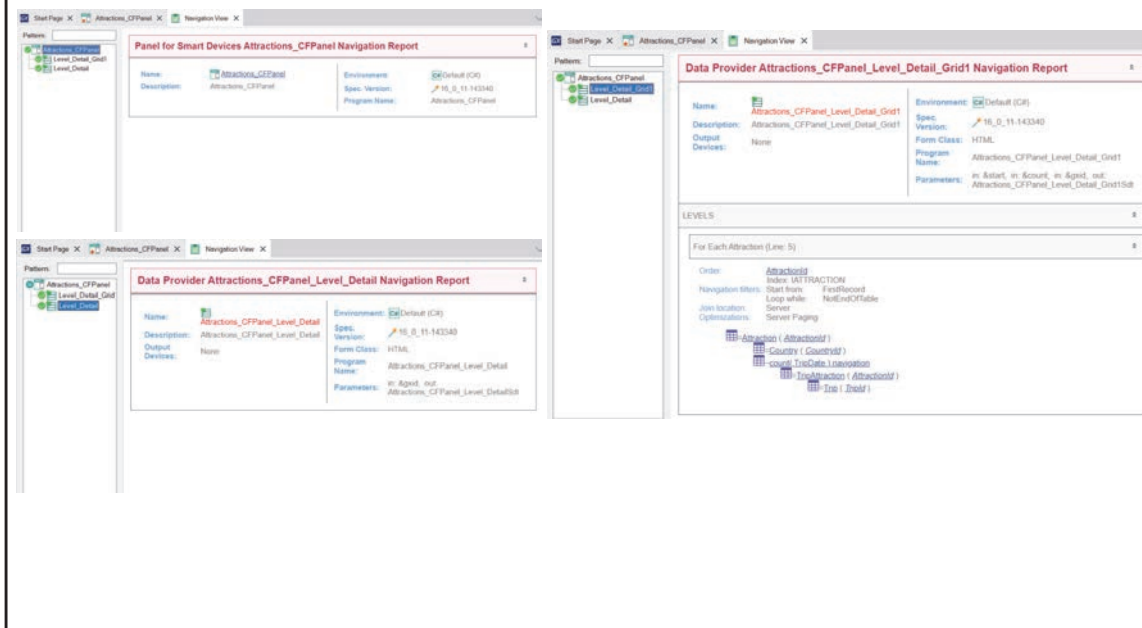 Start Page X Attractions_CFPanel X Navigation View X
Pattern:
Attractions_CFPanel
Level_Detail_Grid1
Level_Detail
Panel for Smart Devices Attractions_CFPanel Navigation Report
Name: Attractions_CFPanel
Description: Attractions_CFPanel
Environment: C# Default (C#)
Spec. Version: 16_0_11-143340
Program Name: Attractions_CFPanel
Start Page X Attractions_CFPanel X Navigation View X
Pattern:
Attractions_CFPanel
Level_Detail_Grid
Level_Detail
Data Provider Attractions_CFPanel_Level_Detail Navigation Report
Name:
Attractions_CFPanel_Level_Detail
Description: Attractions_CFPanel_Level_Detail
Output Devices: None
Environment: C# Default (C#)
Spec. Version: 16_0_11-143340
Form Class: HTML
Program Name: Attractions_CFPanel_Level_Detail
Parameters: in: &gxid, out:
Attractions_CFPanel_Level_DetailSdt
Start Page X Attractions_CFPanel X Navigation View X
Pattern:
Attractions_CFPanel
Level_Detail_Grid1
Level_Detail
Data Provider Attractions_CFPanel_Level_Detail_Grid1 Navigation Report
Name:
Attractions_CFPanel_Level_Detail_Grid1
Description: Attractions_CFPanel_Level_Detail_Grid1
Output Devices: None
Environment: C# Default (C#)
Spec. Version: 16_0_11-143340
Form Class: HTML
Program Name: Attractions_CFPanel_Level_Detail_Grid1
Parameters: in: &start, in: &count, in: &gxid, out:
Attractions_CFPanel_Level_Detail_Grid1Sdt
LEVELS
For Each Attraction (Line: 5)
Order: AttractionId
Index: IATTRACTION
Navigation filters: Start from: FirstRecord
Loop while: NotEndOfTable
Join location: Server
Optimizations: Server Paging
=Attraction ( AttractionId )
=Country ( CountryId )
=count( TripDate ) navigation
=TripAttraction ( AttractionId )
=Trip ( TripId )